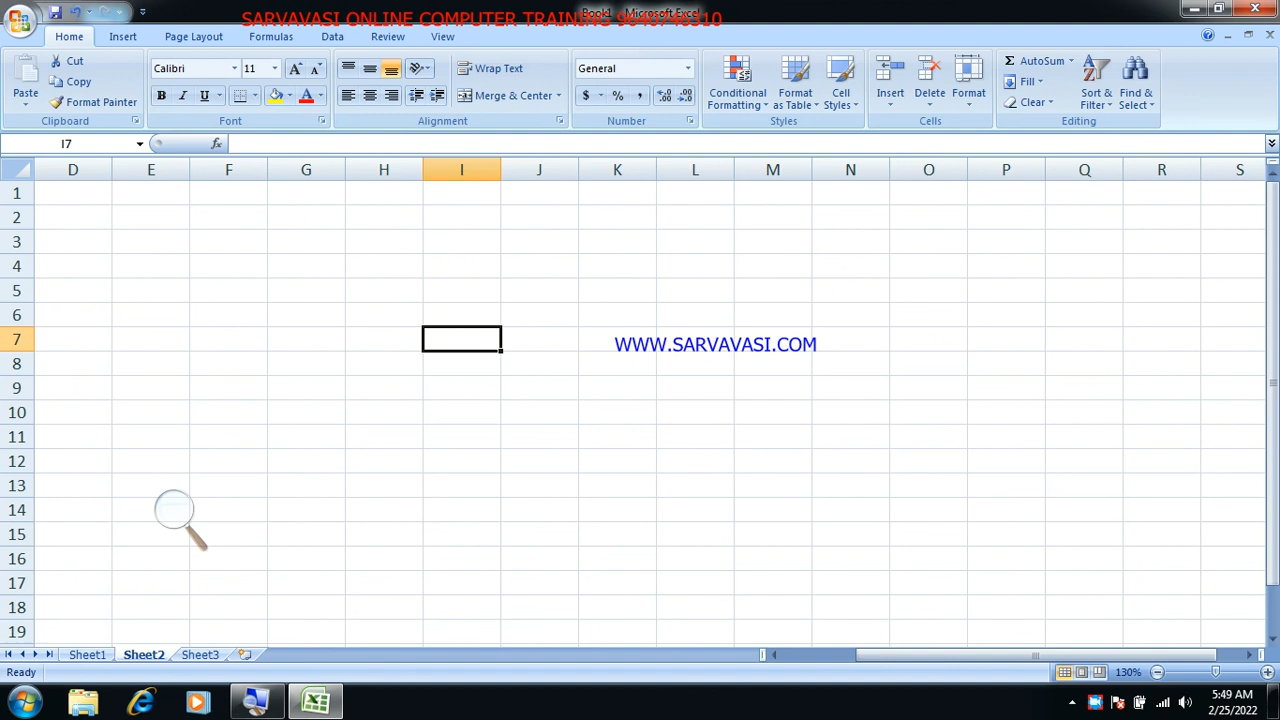 SARVAVASI ONLINE COMPUTER TRAINING
Home Insert Page Layout Formulas Data Review View
Paste Cut Copy Format Painter Clipboard
Calibri 11 A A B I U A Font
Wrap Text Merge & Center Alignment
General $ % , .0 .00 Number
Conditional Formatting Format as Table Cell Styles Styles
Insert Delete Format Cells
Σ AutoSum Fill Clear Sort & Filter Find & Select Editing
I7 fx
D E F G H I J K L M N O P Q R S
1
2
3
4
5
6
7 WWW.SARVAVASI.COM
8
9
10
11
12
13
14
15
16
17
18
19
Sheet1 Sheet2 Sheet3
Ready 130%
5:49 AM
2/25/2022